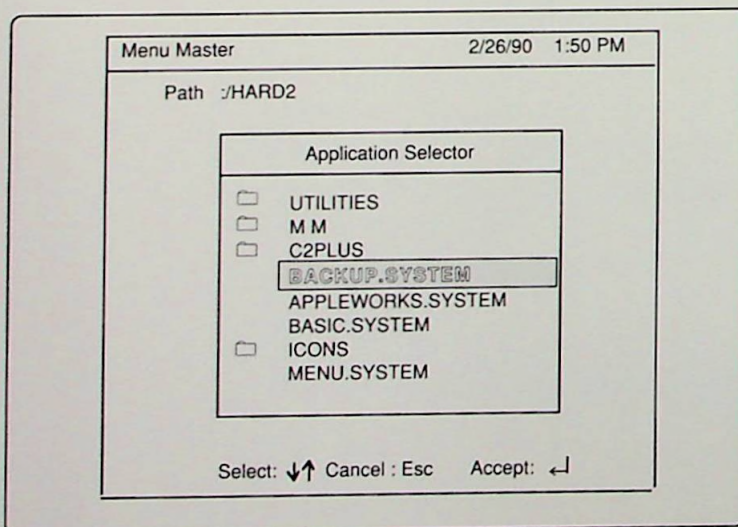 Menu Master 2/26/90 1:50 PM
Path :/HARD2
Application Selector
UTILITIES
M M
C2PLUS
BACKUP.SYSTEM
APPLEWORKS.SYSTEM
BASIC.SYSTEM
ICONS
MENU.SYSTEM
Select: ↓↑ Cancel : Esc Accept: ↵